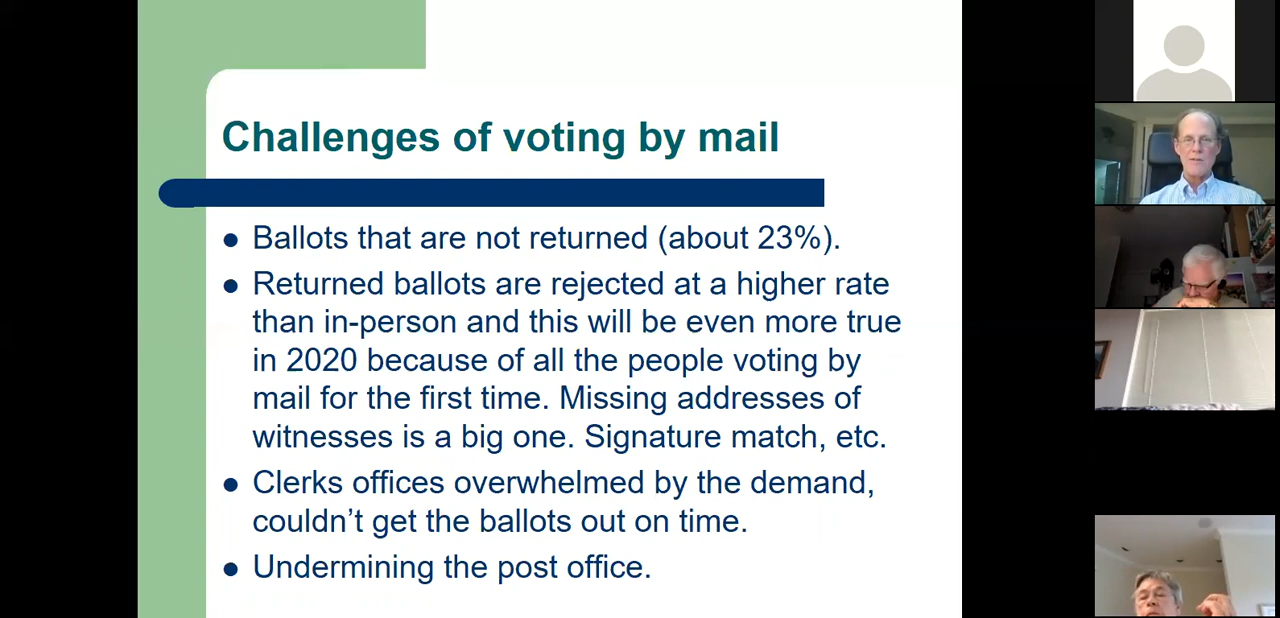 Challenges of voting by mail
Ballots that are not returned (about 23%).
Returned ballots are rejected at a higher rate
than in-person and this will be even more true
in 2020 because of all the people voting by
mail for the first time. Missing addresses of
witnesses is a big one. Signature match, etc.
Clerks offices overwhelmed by the demand,
couldn’t get the ballots out on time.
Undermining the post office.